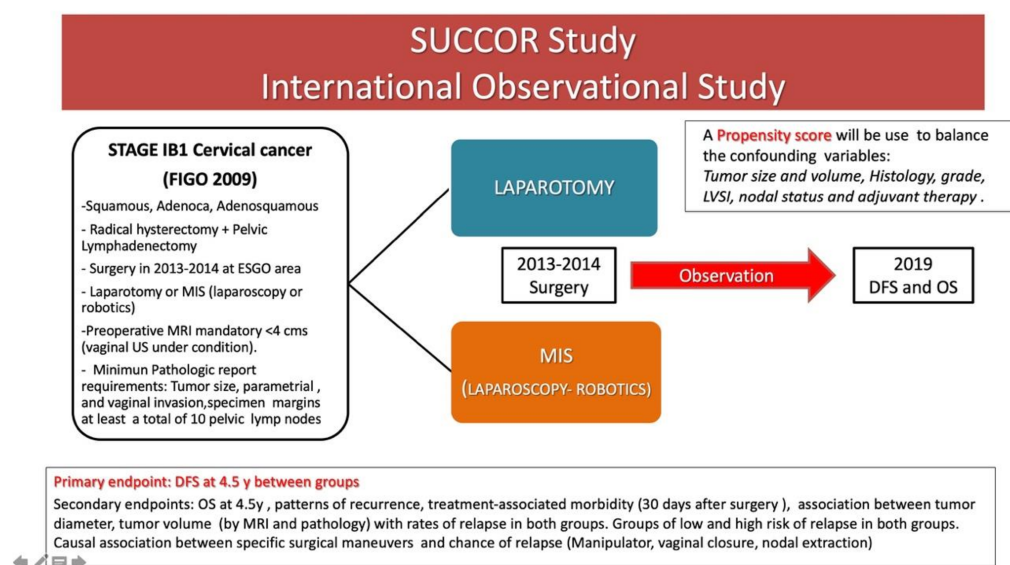 SUCCOR Study
International Observational Study
STAGE IB1 Cervical cancer
(FIGO 2009)
-Squamous, Adenoca, Adenosquamous
- Radical hysterectomy + Pelvic
Lymphadenectomy
- Surgery in 2013-2014 at ESGO area
- Laparotomy or MIS (laparoscopy or
robotics)
-Preoperative MRI mandatory <4 cms
(vaginal US under condition).
- Minimun Pathologic report
requirements: Tumor size, parametrial ,
and vaginal invasion,specimen margins
at least a total of 10 pelvic lymp nodes
LAPAROTOMY
A Propensity score will be use to balance
the confounding variables:
Tumor size and volume, Histology, grade,
LVSI, nodal status and adjuvant therapy .
2013-2014
Surgery
Observation
2019
DFS and OS
MIS
(LAPAROSCOPY- ROBOTICS)
Primary endpoint: DFS at 4.5 y between groups
Secondary endpoints: OS at 4.5y , patterns of recurrence, treatment-associated morbidity (30 days after surgery ), association between tumor
diameter, tumor volume (by MRI and pathology) with rates of relapse in both groups. Groups of low and high risk of relapse in both groups.
Causal association between specific surgical maneuvers and chance of relapse (Manipulator, vaginal closure, nodal extraction)